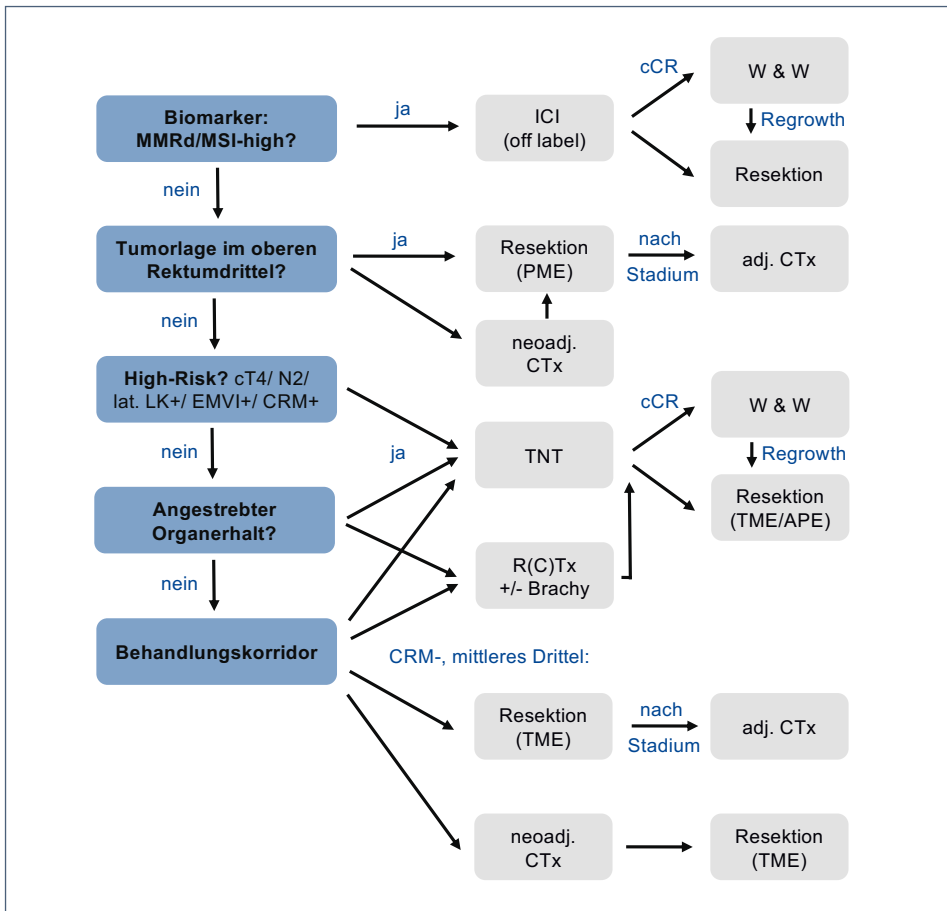 Biomarker:
MMRd/MSI-high?
ja
ICI
(off label)
cCR
W & W
Regrowth
Resektion
nein
Tumorlage im oberen
Rektumdrittel?
ja
Resektion
(PME)
nach
Stadium
adj. CTx
neoadj.
CTx
nein
High-Risk? cT4/ N2/
lat. LK+/ EMVI+/ CRM+
nein
ja
TNT
cCR
W & W
Regrowth
Resektion
(TME/APE)
Angestrebter
Organerhalt?
R(C)Tx
+/- Brachy
nein
Behandlungskorridor
CRM-, mittleres Drittel:
Resektion
(TME)
nach
Stadium
adj. CTx
neoadj.
CTx
Resektion
(TME)